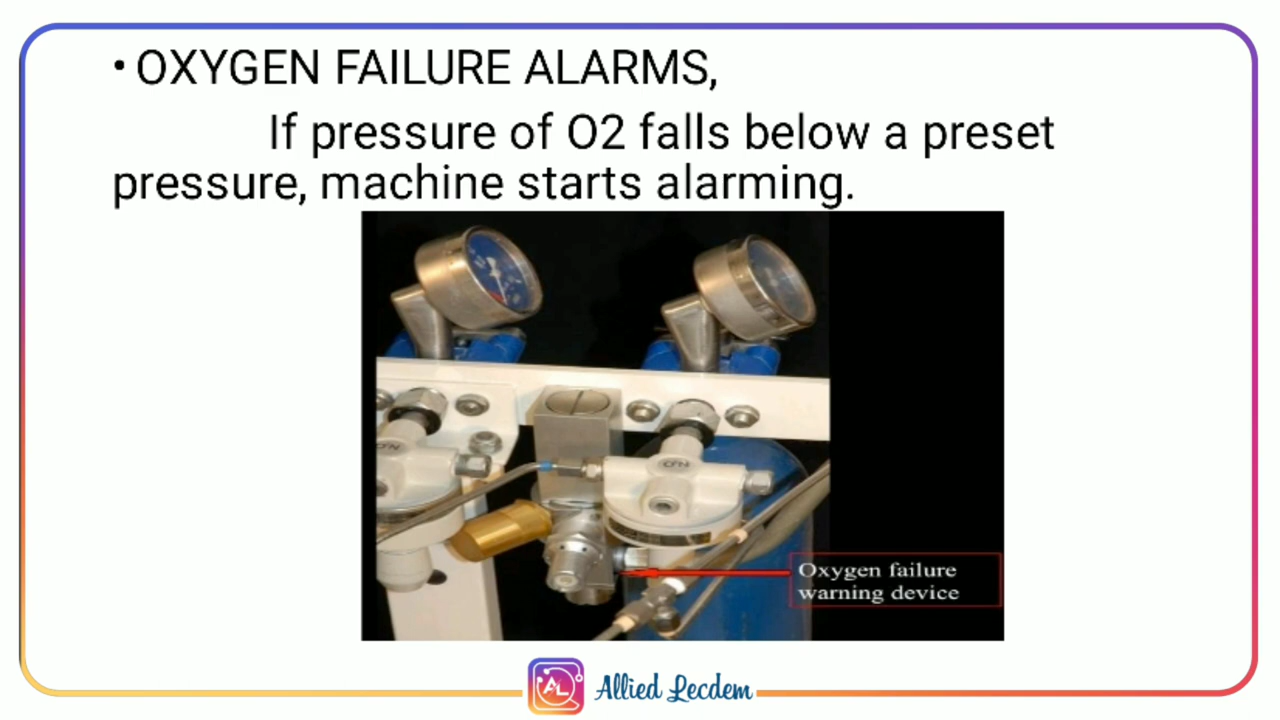 • OXYGEN FAILURE ALARMS,
If pressure of O2 falls below a preset
pressure, machine starts alarming.
Oxygen failure
warning device
AL
Allied Lecdem